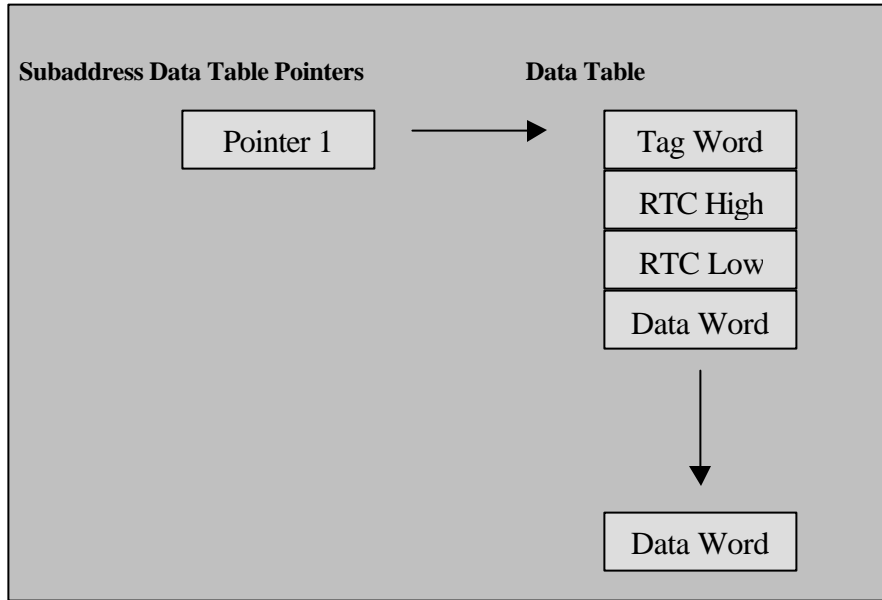 Subaddress Data Table Pointers
Data Table
Pointer 1
Tag Word
RTC High
RTC Low
Data Word
Data Word